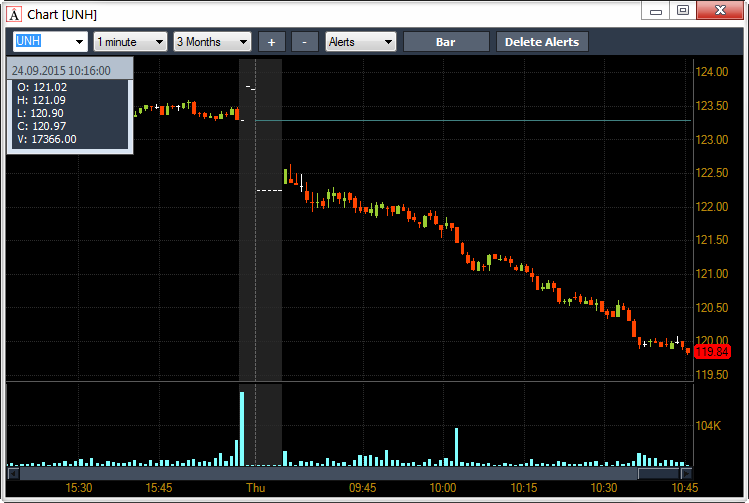 Chart [UNH]
UNH 1 minute 3 Months + - Alerts Bar Delete Alerts
24.09.2015 10:16:00
O: 121.02
H: 121.09
L: 120.90
C: 120.97
V: 17366.00
124.00
123.50
123.00
122.50
122.00
121.50
121.00
120.50
120.00
119.84
119.50
104K
15:30 15:45 Thu 09:45 10:00 10:15 10:30 10:45